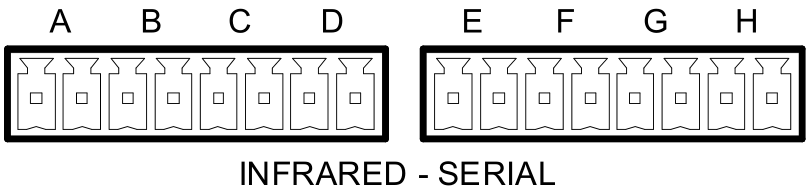 A B C D E F G H
INFRARED - SERIAL